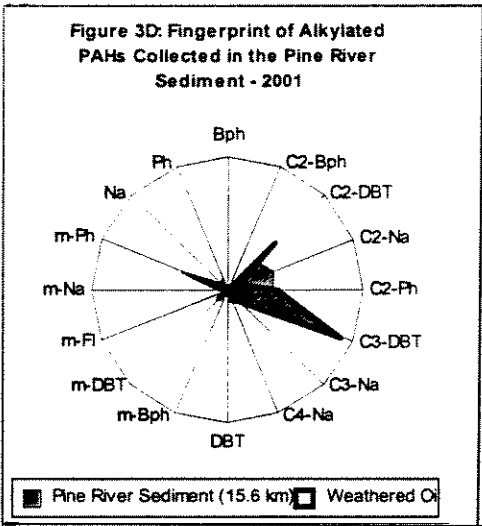 Figure 3D: Fingerprint of Alkylated
PAHs Collected in the Pine River
Sediment - 2001
Bph
Ph
C2-Bph
Na
C2-DBT
m-Ph
C2-Na
m-Na
C2-Ph
m-Fl
C3-DBT
m-DBT
C3-Na
m-Bph
C4-Na
DBT
Pine River Sediment (15.6 km) Weathered Oi